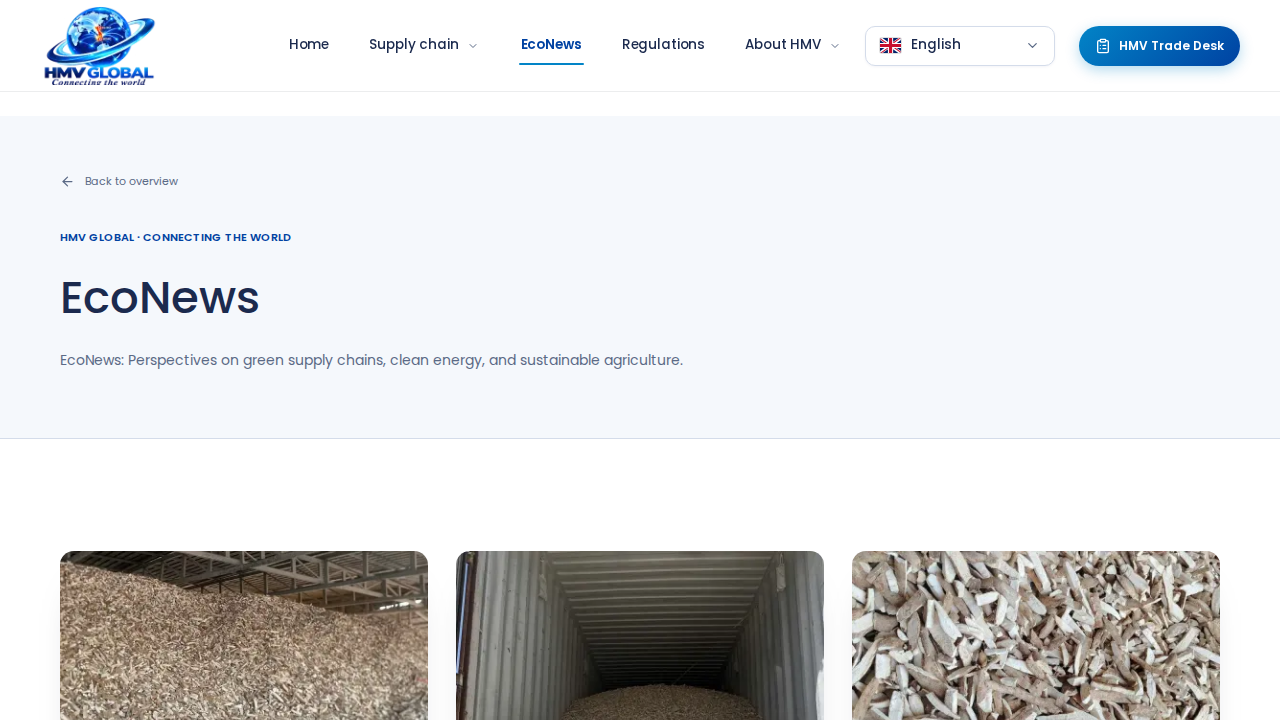 HMV GLOBAL
Connecting the world
Home
Supply chain
EcoNews
Regulations
About HMV
English
HMV Trade Desk
Back to overview
HMV GLOBAL · CONNECTING THE WORLD
EcoNews
EcoNews: Perspectives on green supply chains, clean energy, and sustainable agriculture.